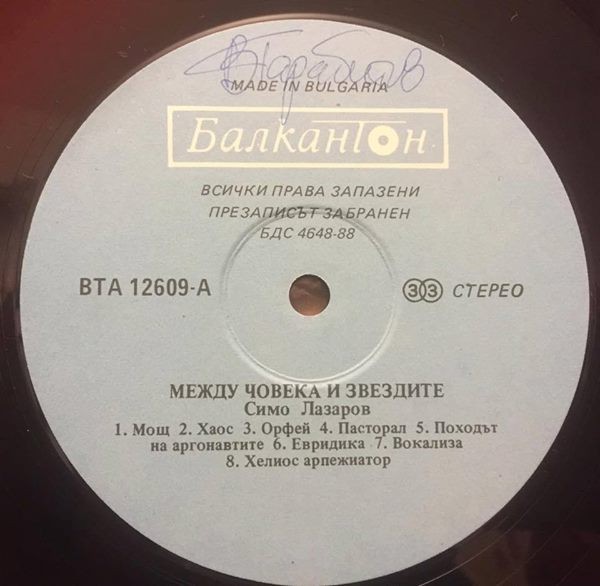 MADE IN BULGARIA
Балкантон
ВСИЧКИ ПРАВА ЗАПАЗЕНИ
ПРЕЗАПИСЪТ ЗАБРАНЕН
БДС 4648-88
ВТА 12609-А
33 СТЕРЕО
МЕЖДУ ЧОВЕКА И ЗВЕЗДИТЕ
Симо Лазаров
1. Мощ 2. Хаос 3. Орфей 4. Пасторал 5. Походът
на аргонавтите 6. Евридика 7. Вокализа
8. Хелиос арпежиатор